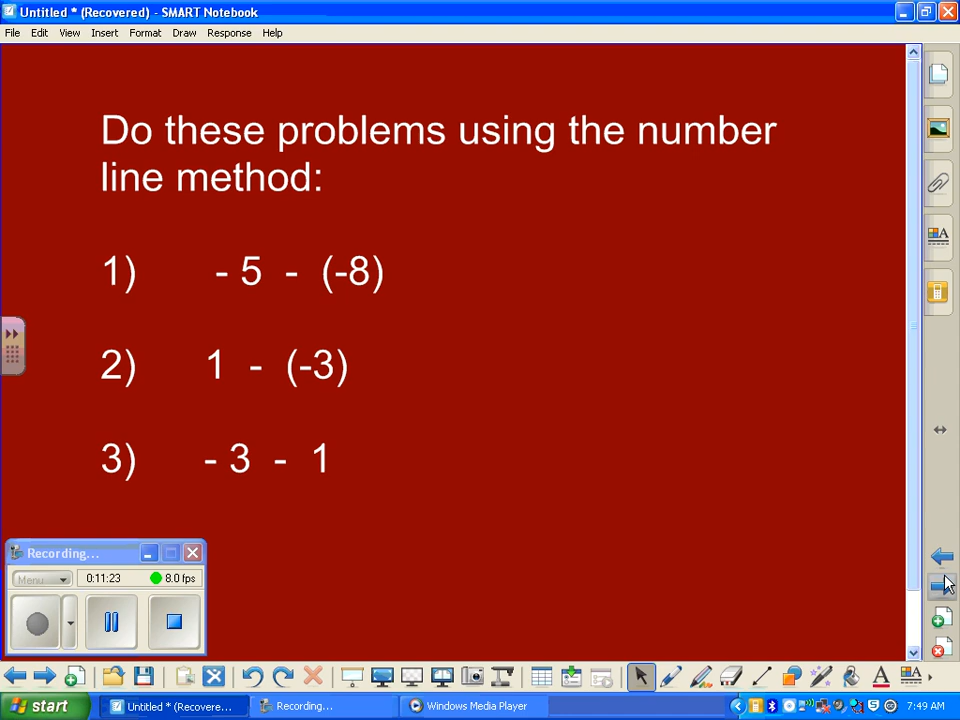 Untitled * (Recovered) - SMART Notebook
File Edit View Insert Format Draw Response Help
Do these problems using the number
line method:
1) - 5 - (-8)
2) 1 - (-3)
3) - 3 - 1
Recording...
Menu 0:11:23 8.0 fps
start Untitled * (Recovere... Recording... Windows Media Player 7:49 AM